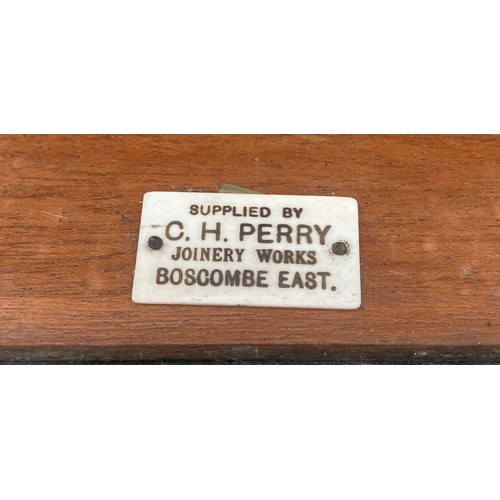 SUPPLIED BY
C. H. PERRY
JOINERY WORKS
BOSCOMBE EAST.